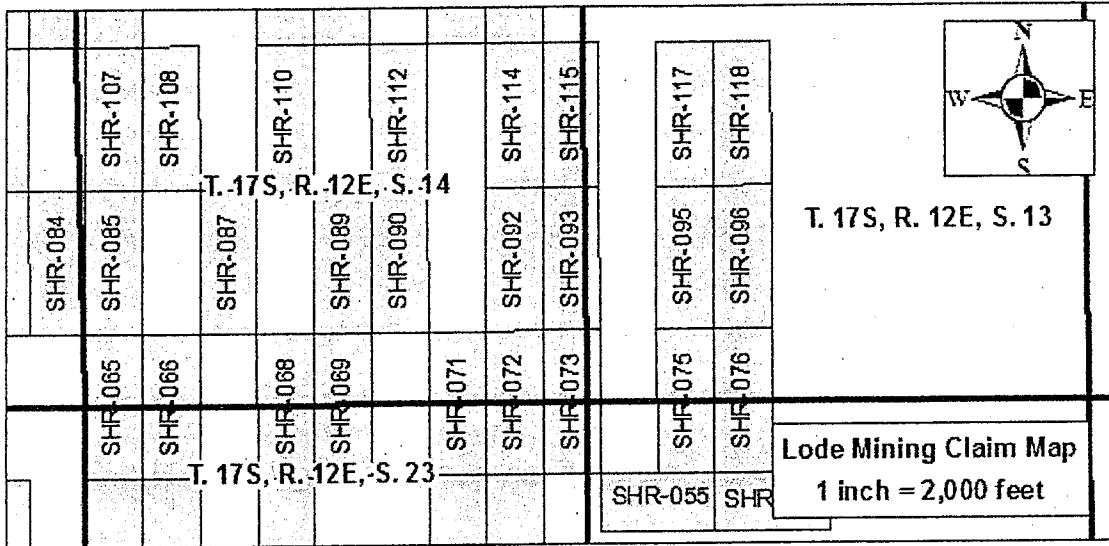 SHR-107
SHR-108
SHR-110
SHR-112
SHR-114
SHR-115
SHR-117
SHR-118
N
W
E
S
T. 17S, R. 12E, S. 14
SHR-084
SHR-085
SHR-087
SHR-089
SHR-090
SHR-092
SHR-093
SHR-095
SHR-096
T. 17S, R. 12E, S. 13
SHR-065
SHR-066
SHR-068
SHR-069
SHR-071
SHR-072
SHR-073
SHR-075
SHR-076
T. 17S, R. 12E, S. 23
SHR-055
SHR
Lode Mining Claim Map
1 inch = 2,000 feet